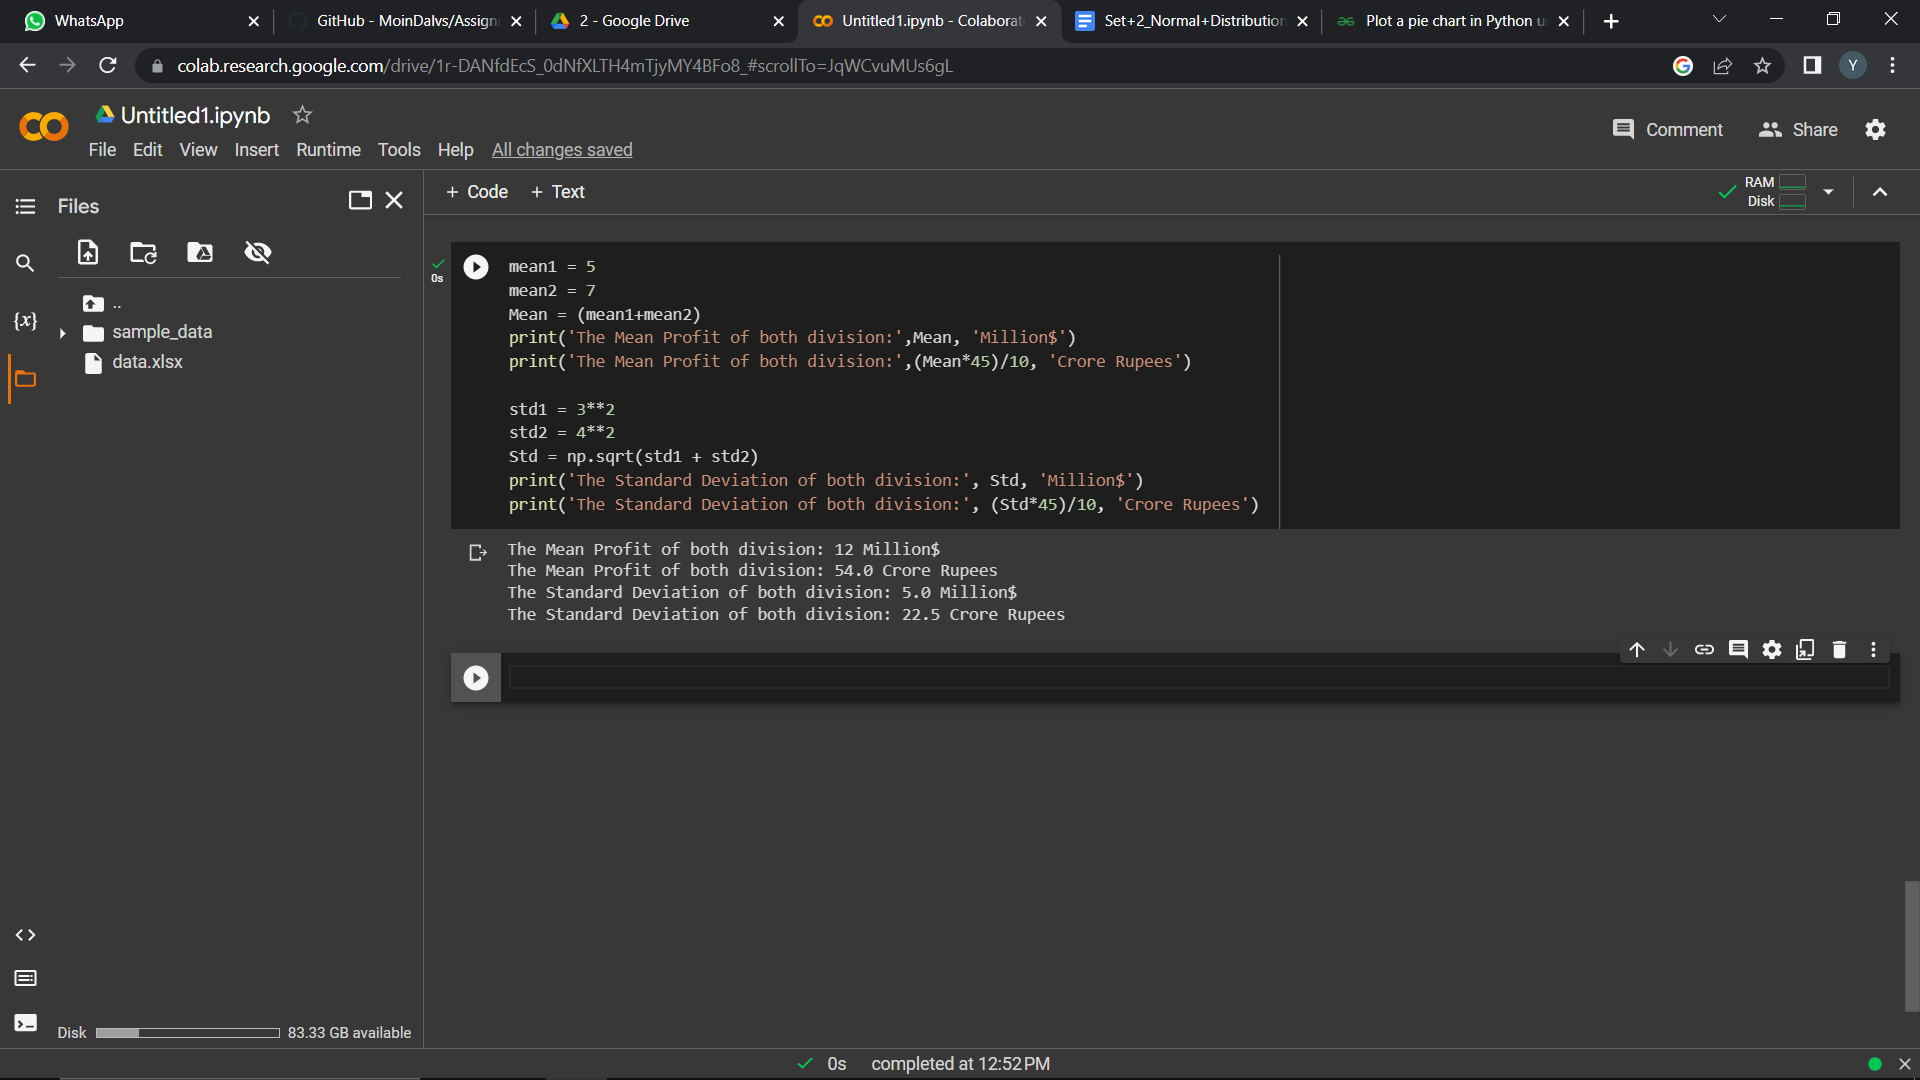 WhatsApp
GitHub - MoinDalvs/Assign
2 - Google Drive
Untitled1.ipynb - Colaborat
Set+2_Normal+Distribution
Plot a pie chart in Python u
colab.research.google.com/drive/1r-DANfdEcS_0dNfXLTH4mTjyMY4BFo8_#scrollTo=JqWCvuMUs6gL
Y
Untitled1.ipynb
File Edit View Insert Runtime Tools Help All changes saved
Comment
Share
Files
+ Code + Text
RAM
Disk
..
sample_data
data.xlsx
{x}
0s
mean1 = 5
mean2 = 7
Mean = (mean1+mean2)
print('The Mean Profit of both division:',Mean, 'Million$')
print('The Mean Profit of both division:',(Mean*45)/10, 'Crore Rupees')
std1 = 3**2
std2 = 4**2
Std = np.sqrt(std1 + std2)
print('The Standard Deviation of both division:', Std, 'Million$')
print('The Standard Deviation of both division:', (Std*45)/10, 'Crore Rupees')
The Mean Profit of both division: 12 Million$
The Mean Profit of both division: 54.0 Crore Rupees
The Standard Deviation of both division: 5.0 Million$
The Standard Deviation of both division: 22.5 Crore Rupees
Disk 83.33 GB available
0s completed at 12:52 PM